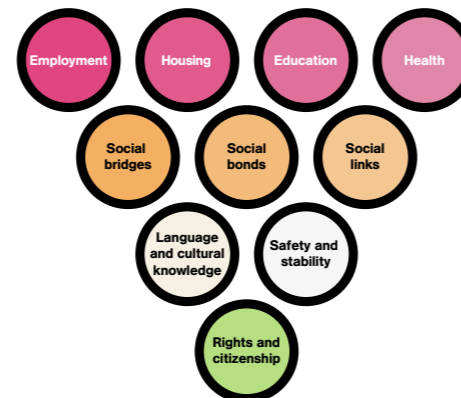 Employment
Housing
Education
Health
Social
bridges
Social
bonds
Social
links
Language
and cultural
knowledge
Safety and
stability
Rights and
citizenship